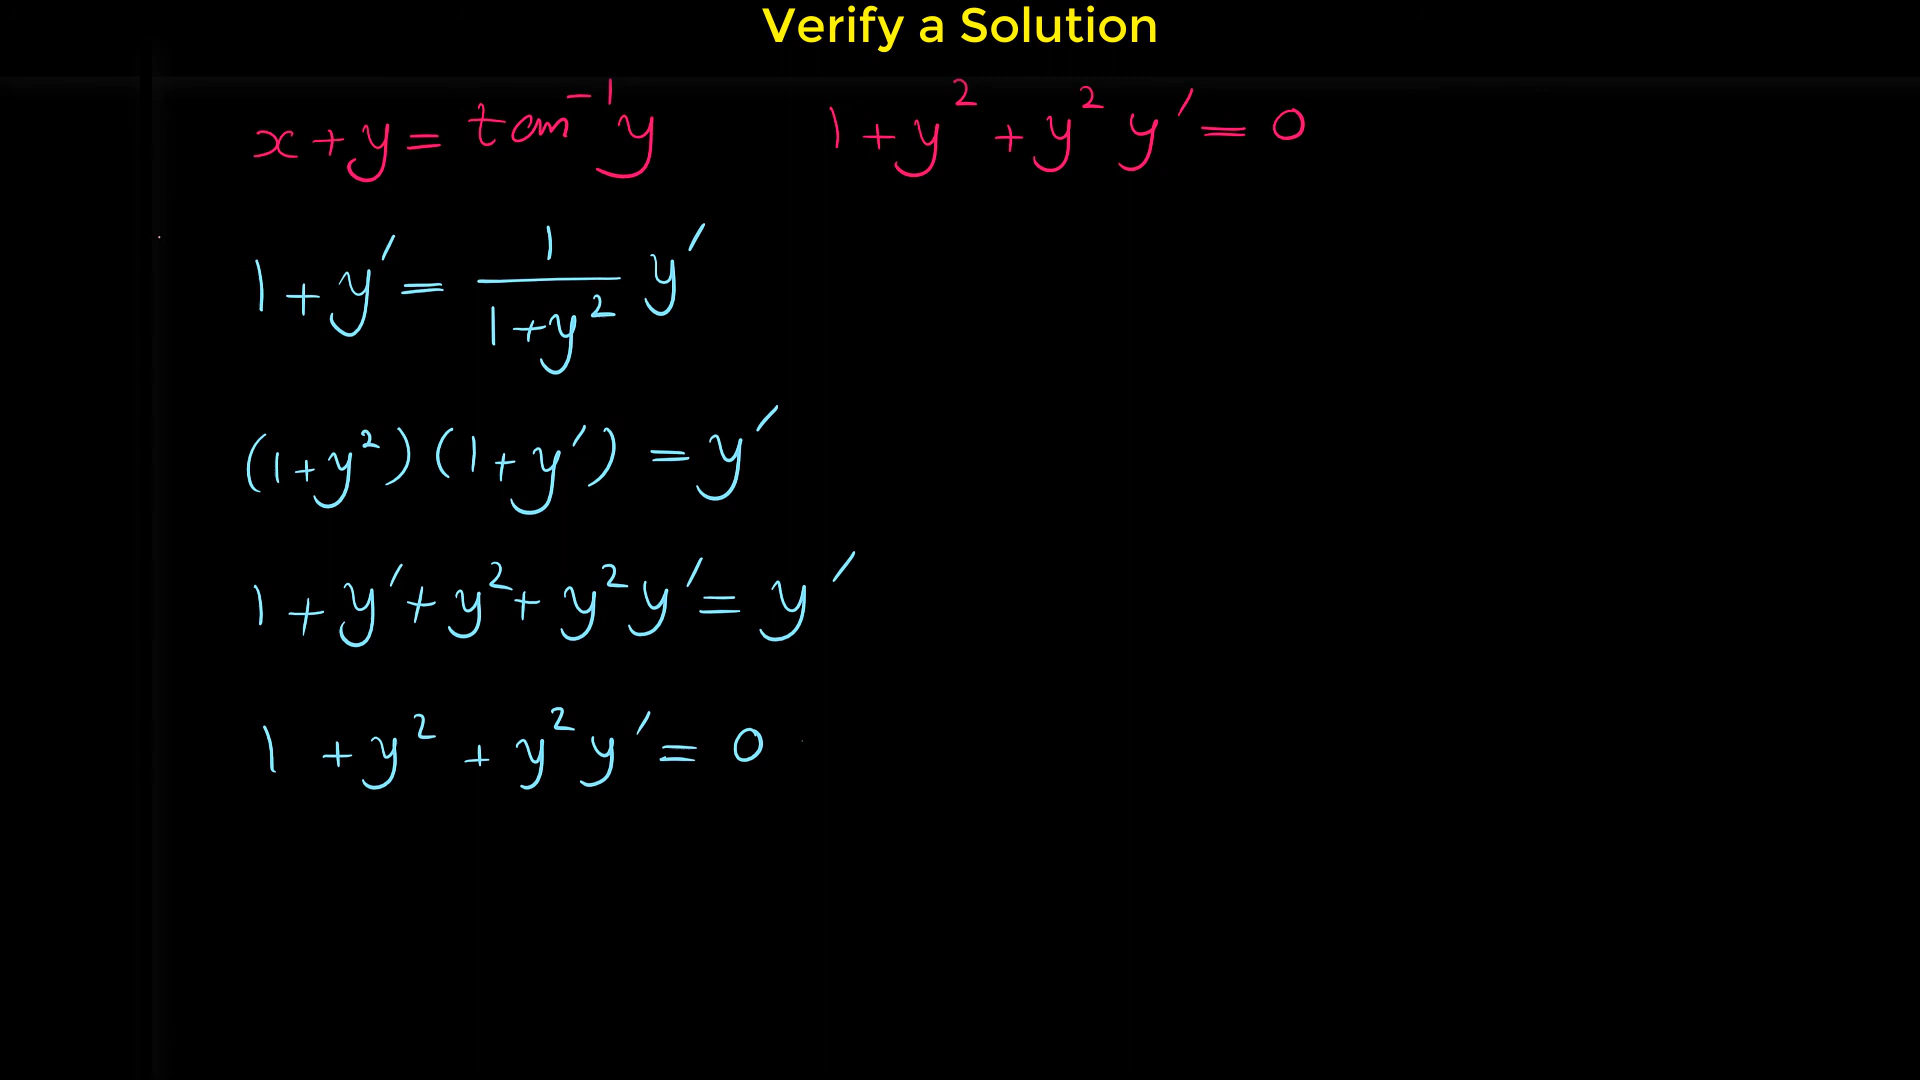 Verify a Solution
x + y = tan⁻¹ y    1 + y² + y² y′ = 0
1 + y′ = 1/(1+y²) y′
(1+y²)(1+y′) = y′
1 + y′ + y² + y² y′ = y′
1 + y² + y² y′ = 0